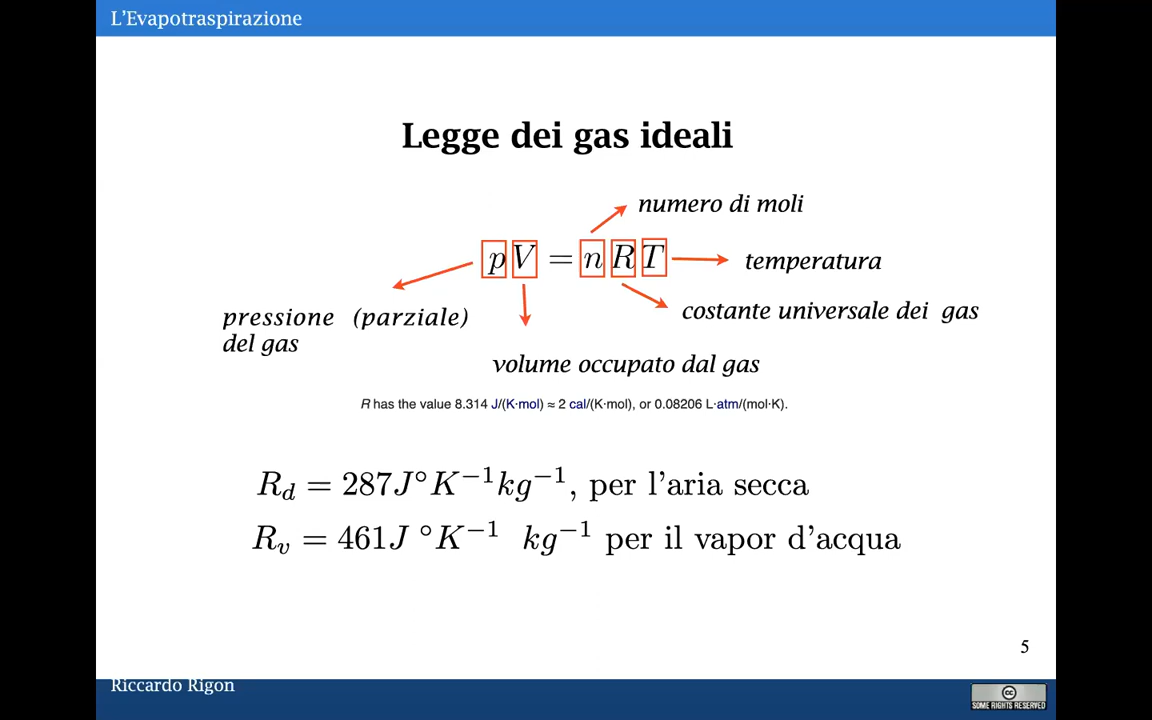 L'Evapotraspirazione
Legge dei gas ideali
numero di moli
pV = nRT
temperatura
costante universale dei gas
pressione (parziale)
del gas
volume occupato dal gas
R has the value 8.314 J/(K·mol) ≈ 2 cal/(K·mol), or 0.08206 L·atm/(mol·K).
R_d = 287J°K⁻¹kg⁻¹, per l'aria secca
R_v = 461J °K⁻¹ kg⁻¹ per il vapor d'acqua
5
Riccardo Rigon
cc
SOME RIGHTS RESERVED